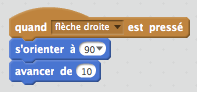 quand flèche droite est pressé
s'orienter à 90
avancer de 10